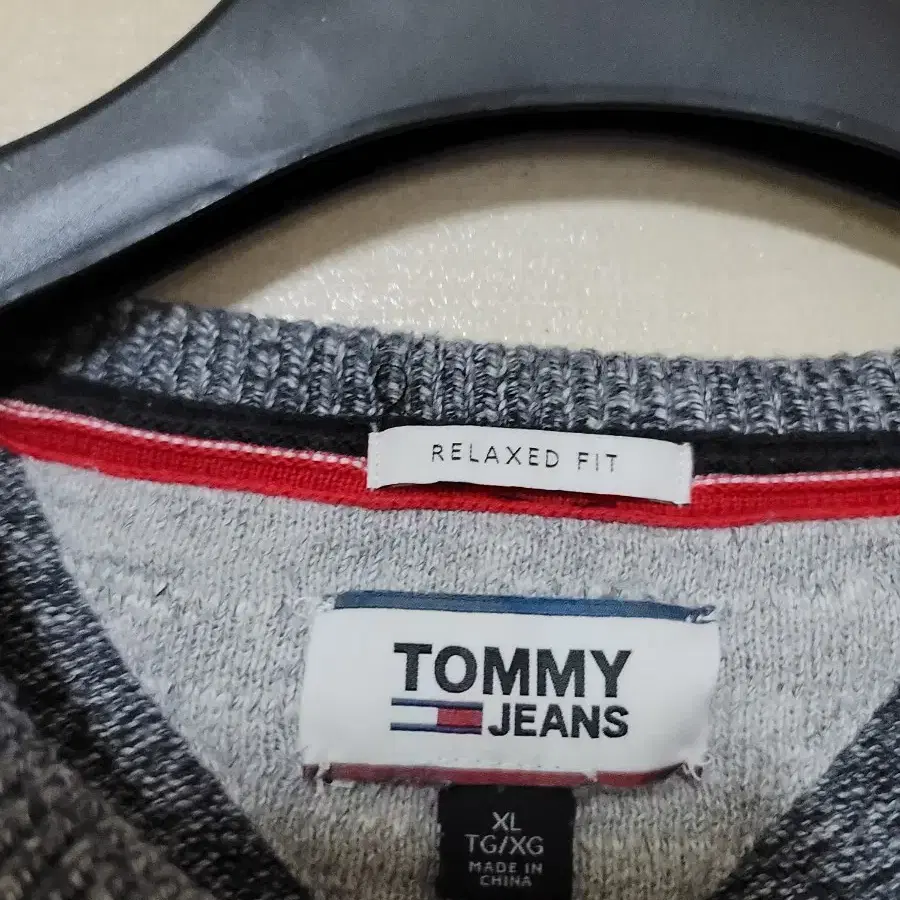 RELAXED FIT
TOMMY
JEANS
XL
TG/XG
MADE IN
CHINA